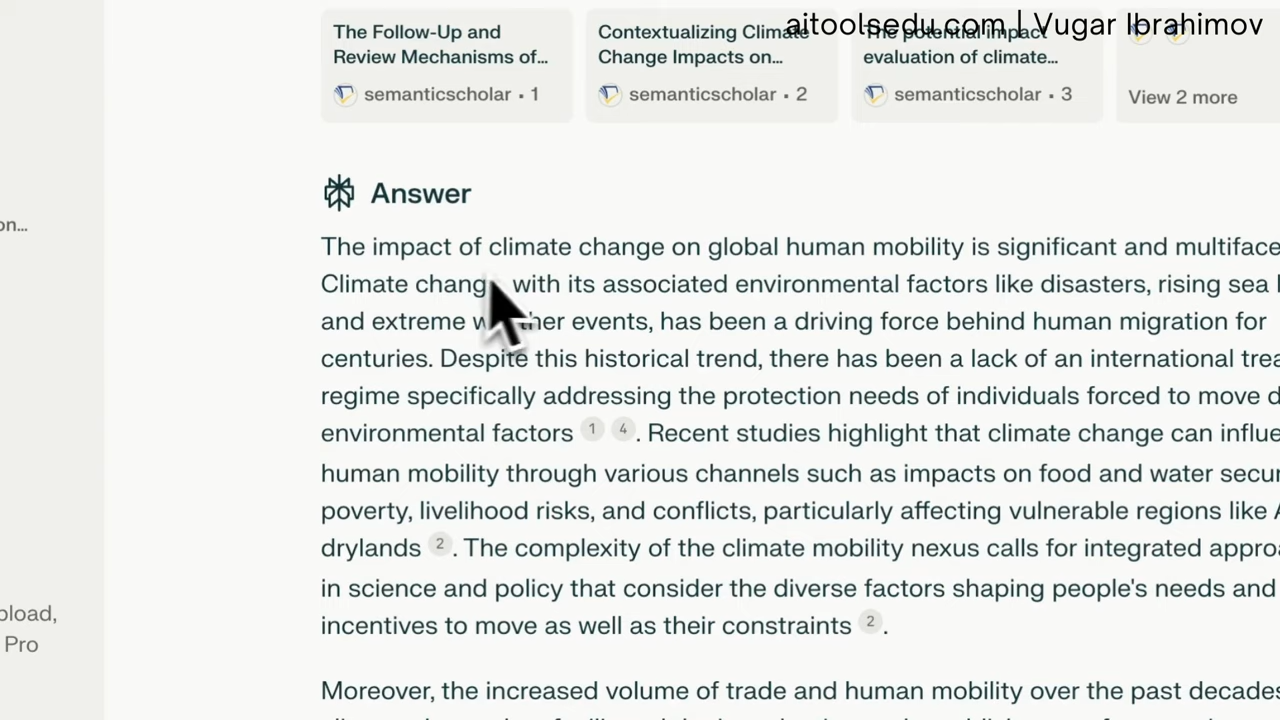 aitoolsedu.com | Vugar Ibrahimov
The Follow-Up and
Review Mechanisms of...
semanticscholar · 1
Contextualizing Climate
Change Impacts on...
semanticscholar · 2
The potential impact
evaluation of climate...
semanticscholar · 3
View 2 more
on...
Answer
The impact of climate change on global human mobility is significant and multiface
Climate change, with its associated environmental factors like disasters, rising sea
and extreme weather events, has been a driving force behind human migration for
centuries. Despite this historical trend, there has been a lack of an international trea
regime specifically addressing the protection needs of individuals forced to move d
environmental factors 1 4. Recent studies highlight that climate change can influe
human mobility through various channels such as impacts on food and water secur
poverty, livelihood risks, and conflicts, particularly affecting vulnerable regions like A
drylands 2. The complexity of the climate mobility nexus calls for integrated approa
in science and policy that consider the diverse factors shaping people's needs and
incentives to move as well as their constraints 2.
pload,
Pro
Moreover, the increased volume of trade and human mobility over the past decades